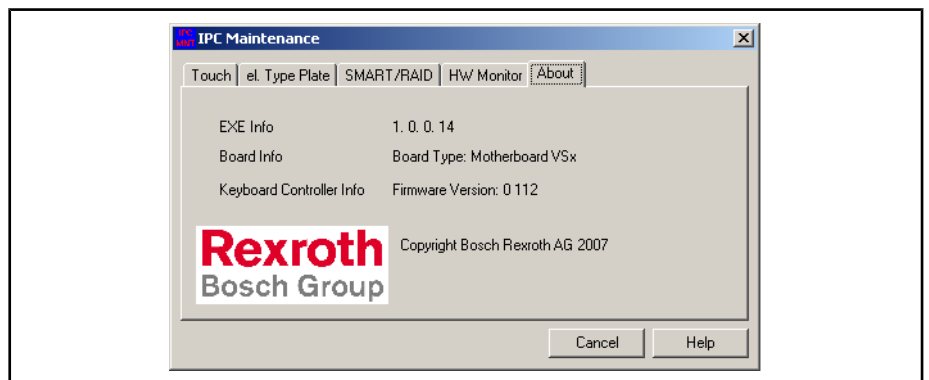 IPC
MNT IPC Maintenance
Touch el. Type Plate SMART/RAID HW Monitor About
EXE Info 1. 0. 0. 14
Board Info Board Type: Motherboard VSx
Keyboard Controller Info Firmware Version: 0 112
Rexroth
Bosch Group
Copyright Bosch Rexroth AG 2007
Cancel Help